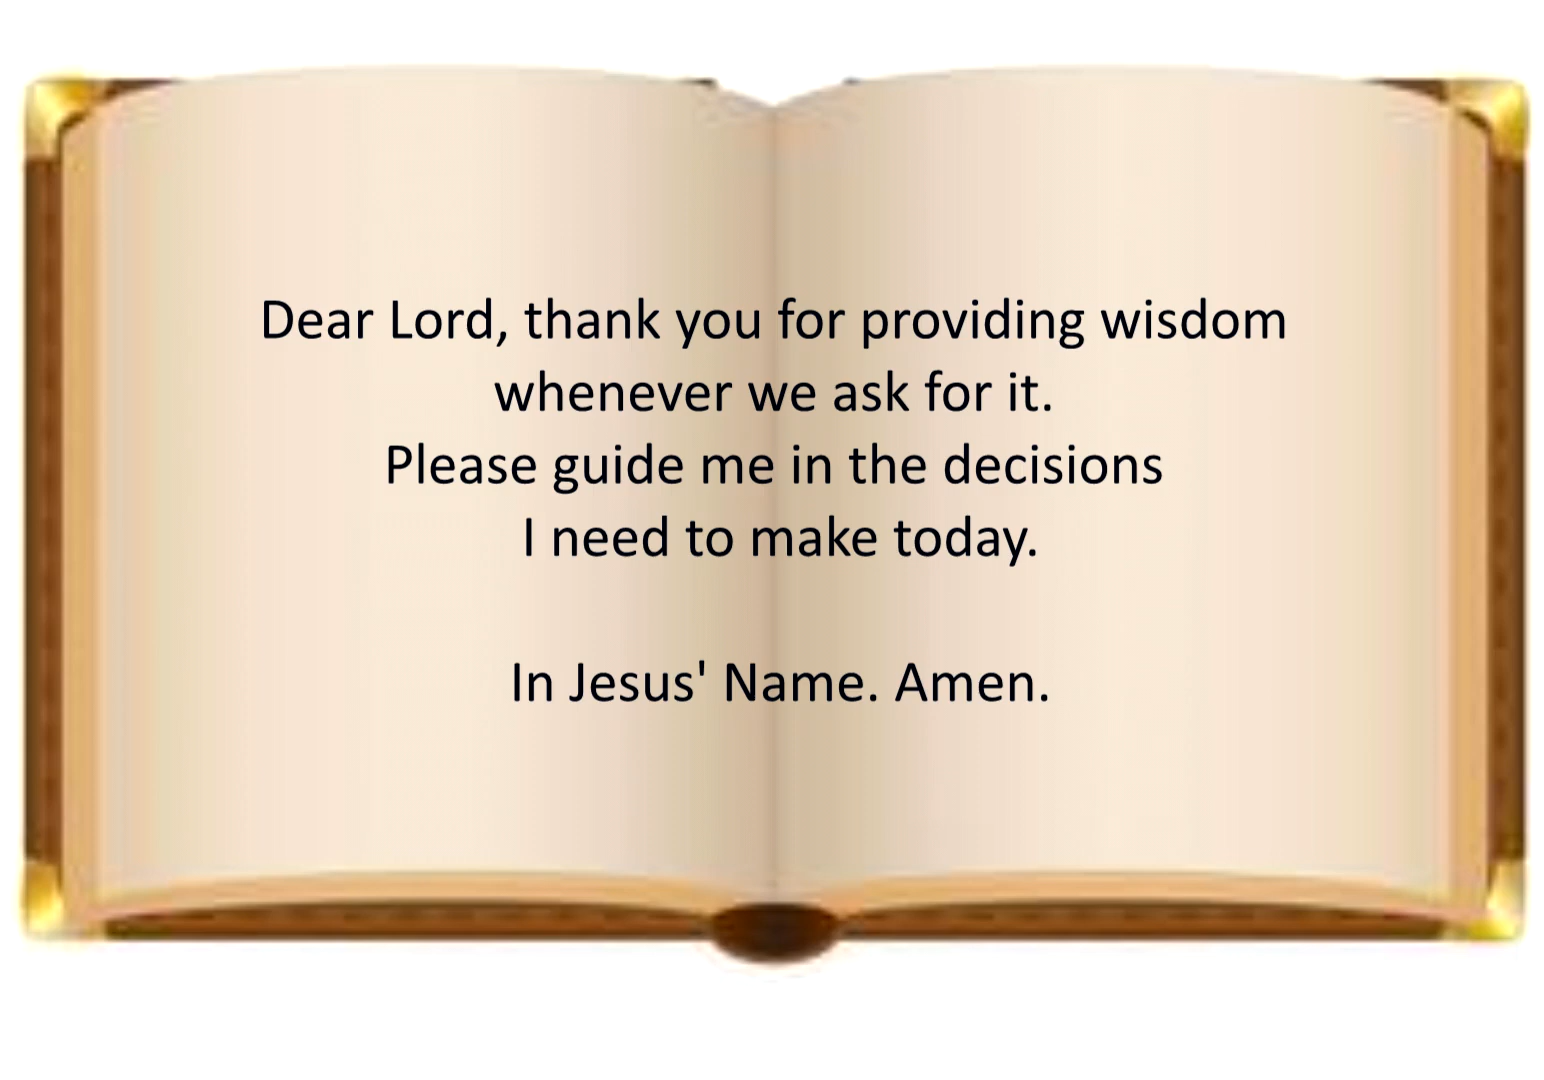 Dear Lord, thank you for providing wisdom
whenever we ask for it.
Please guide me in the decisions
I need to make today.
In Jesus' Name. Amen.